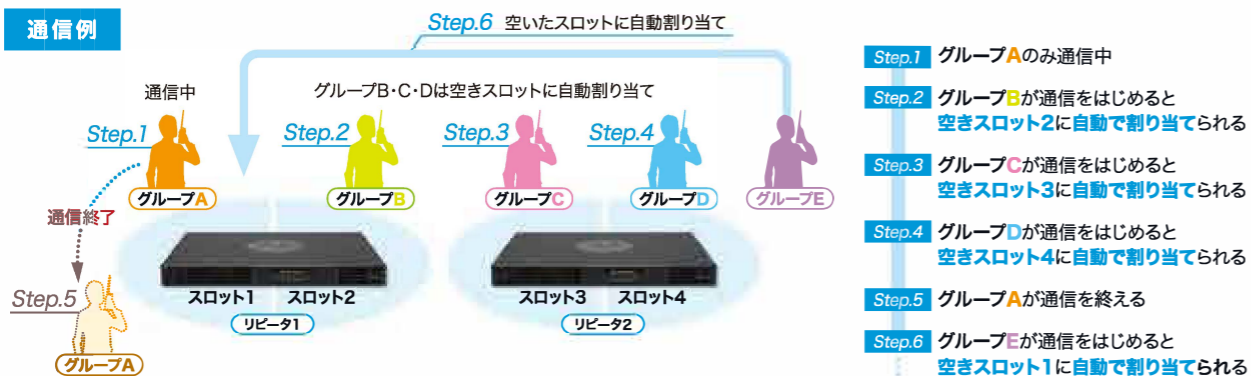 通信例
Step.6 空いたスロットに自動割り当て
通信中
グループB・C・Dは空きスロットに自動割り当て
Step.1
Step.2
Step.3
Step.4
グループA
グループB
グループC
グループD
グループE
通信終了
スロット1
スロット2
スロット3
スロット4
リピータ1
リピータ2
Step.5
グループA
Step.1 グループAのみ通信中
Step.2 グループBが通信をはじめると
空きスロット2に自動で割り当てられる
Step.3 グループCが通信をはじめると
空きスロット3に自動で割り当てられる
Step.4 グループDが通信をはじめると
空きスロット4に自動で割り当てられる
Step.5 グループAが通信を終える
Step.6 グループEが通信をはじめると
空きスロット1に自動で割り当てられる